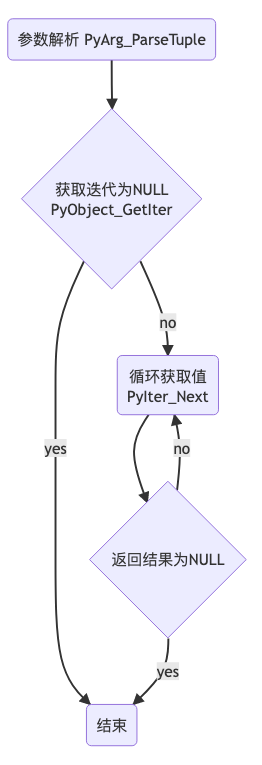 参数解析 PyArg_ParseTuple
获取迭代为NULL
PyObject_GetIter
no
循环获取值
PyIter_Next
yes
no
返回结果为NULL
yes
结束